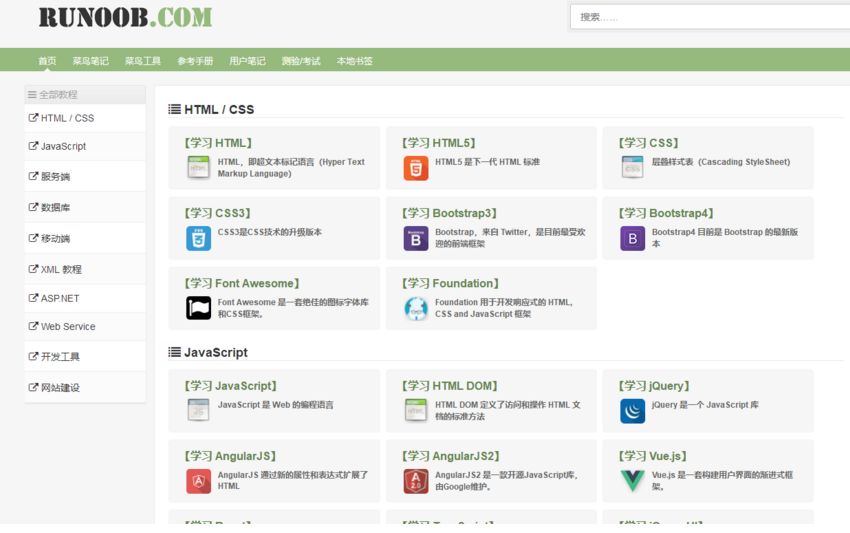 RUNOOB.COM
搜索……
首页 菜鸟笔记 菜鸟工具 参考手册 用户笔记 测验/考试 本地书签
全部教程
HTML / CSS
JavaScript
服务端
数据库
移动端
XML 教程
ASP.NET
Web Service
开发工具
网站建设
HTML / CSS
【学习 HTML】
HTML，即超文本标记语言（Hyper Text
Markup Language)
【学习 HTML5】
HTML5 是下一代 HTML 标准
【学习 CSS】
层叠样式表（Cascading StyleSheet)
【学习 CSS3】
CSS3是CSS技术的升级版本
【学习 Bootstrap3】
Bootstrap，来自 Twitter，是目前最受欢
迎的前端框架
【学习 Bootstrap4】
Bootstrap4 目前是 Bootstrap 的最新版
本
【学习 Font Awesome】
Font Awesome 是一套绝佳的图标字体库
和CSS框架。
【学习 Foundation】
Foundation 用于开发响应式的 HTML,
CSS and JavaScript 框架
JavaScript
【学习 JavaScript】
JavaScript 是 Web 的编程语言
【学习 HTML DOM】
HTML DOM 定义了访问和操作 HTML 文
档的标准方法
【学习 jQuery】
jQuery 是一个 JavaScript 库
【学习 AngularJS】
AngularJS 通过新的属性和表达式扩展了
HTML
【学习 AngularJS2】
AngularJS2 是一款开源JavaScript库，
由Google维护。
【学习 Vue.js】
Vue.js 是一套构建用户界面的渐进式框
架。